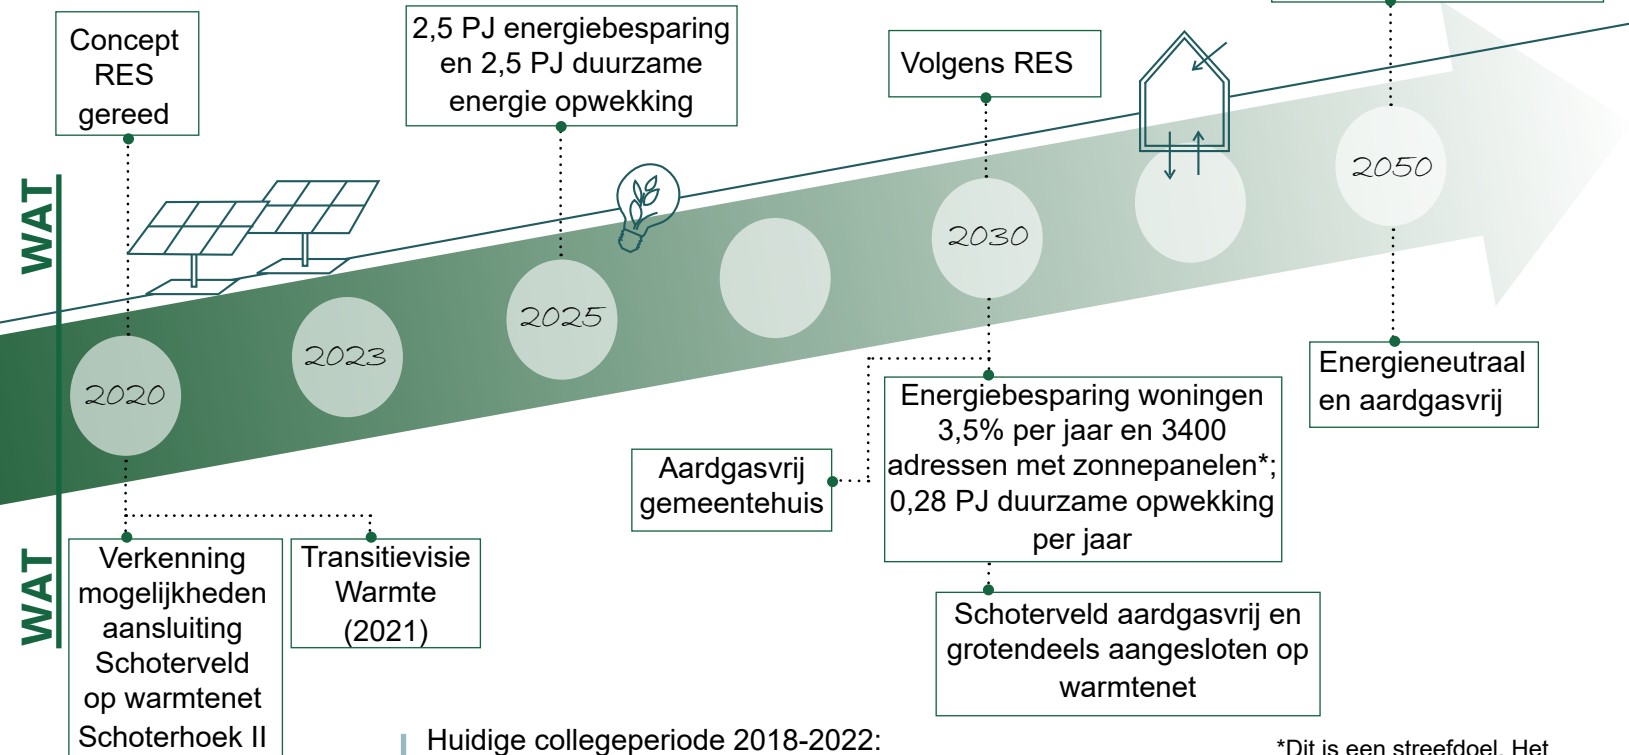 Concept
RES
gereed
2,5 PJ energiebesparing
en 2,5 PJ duurzame
energie opwekking
Volgens RES
WAT
2020
2023
2025
2030
2050
WAT
Verkenning
mogelijkheden
aansluiting
Schoterveld
op warmtenet
Schoterhoek II
Transitievisie
Warmte
(2021)
Aardgasvrij
gemeentehuis
Energiebesparing woningen
3,5% per jaar en 3400
adressen met zonnepanelen*;
0,28 PJ duurzame opwekking
per jaar
Schoterveld aardgasvrij en
grotendeels aangesloten op
warmtenet
Energieneutraal
en aardgasvrij
Huidige collegeperiode 2018-2022:
*Dit is een streefdoel. Het